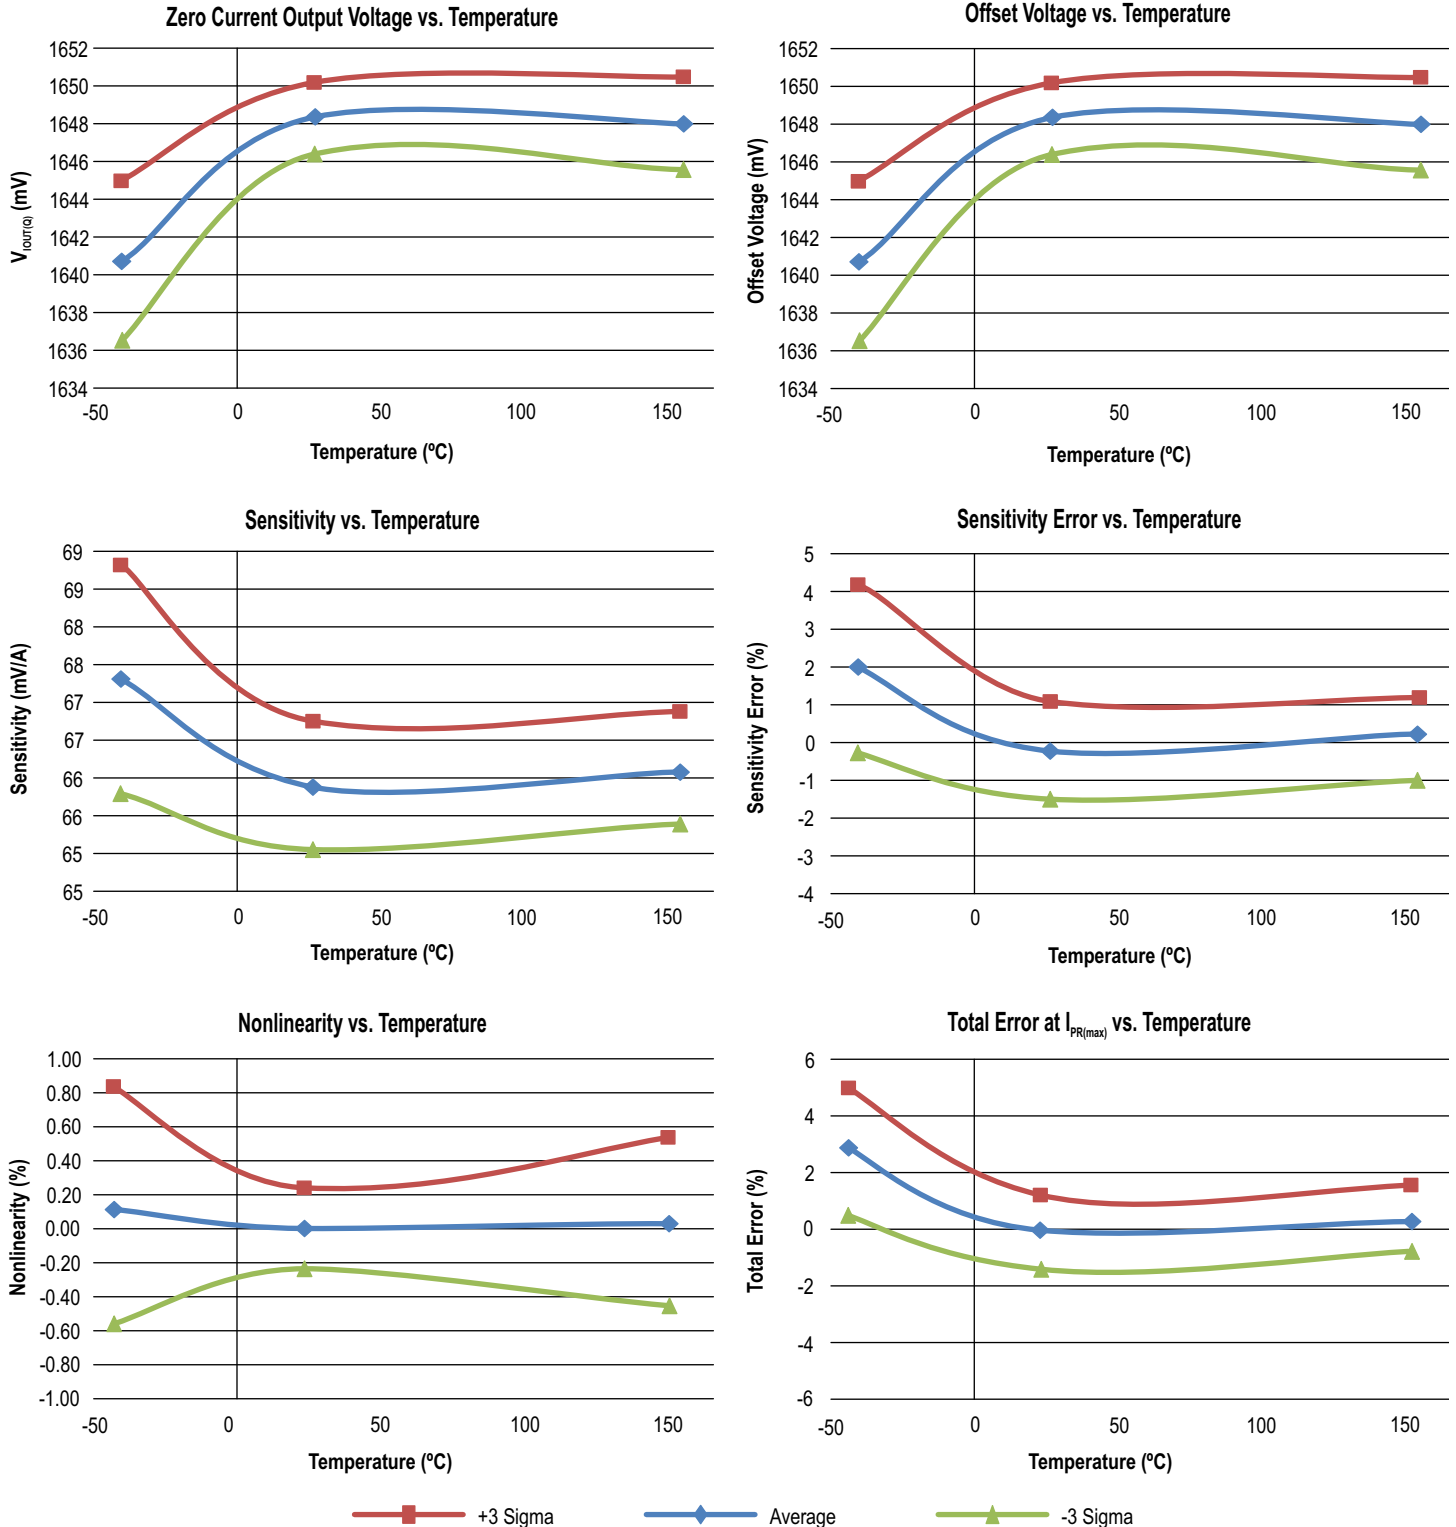 Zero Current Output Voltage vs. Temperature
1652
1650
1648
1646
1644
1642
1640
1638
1636
1634
V_IOUT(Q) (mV)
-50 0 50 100 150
Temperature (ºC)
Offset Voltage vs. Temperature
1652
1650
1648
1646
1644
1642
1640
1638
1636
1634
Offset Voltage (mV)
-50 0 50 100 150
Temperature (ºC)
Sensitivity vs. Temperature
69
69
68
68
67
67
66
66
65
65
Sensitivity (mV/A)
-50 0 50 100 150
Temperature (ºC)
Sensitivity Error vs. Temperature
5
4
3
2
1
0
-1
-2
-3
-4
Sensitivity Error (%)
-50 0 50 100 150
Temperature (ºC)
Nonlinearity vs. Temperature
1.00
0.80
0.60
0.40
0.20
0.00
-0.20
-0.40
-0.60
-0.80
-1.00
Nonlinearity (%)
-50 0 50 100 150
Temperature (ºC)
Total Error at I_PR(max) vs. Temperature
6
4
2
0
-2
-4
-6
Total Error (%)
-50 0 50 100 150
Temperature (ºC)
+3 Sigma Average -3 Sigma